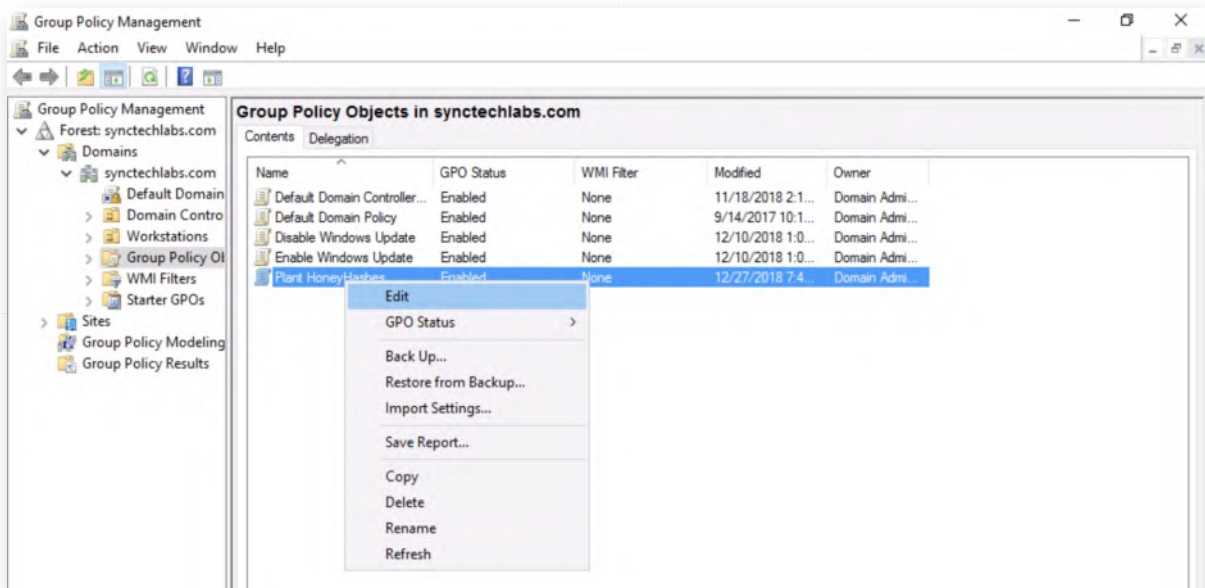 Group Policy Management
File Action View Window Help
Group Policy Management
Forest: synctechlabs.com
Domains
synctechlabs.com
Default Domain
Domain Contro
Workstations
Group Policy Ob
WMI Filters
Starter GPOs
Sites
Group Policy Modeling
Group Policy Results
Group Policy Objects in synctechlabs.com
Contents Delegation
Name GPO Status WMI Filter Modified Owner
Default Domain Controller... Enabled None 11/18/2018 2:1... Domain Admi...
Default Domain Policy Enabled None 9/14/2017 10:1... Domain Admi...
Disable Windows Update Enabled None 12/10/2018 1:0... Domain Admi...
Enable Windows Update Enabled None 12/10/2018 1:0... Domain Admi...
Plant HoneyHashes Enabled None 12/27/2018 7:4... Domain Admi...
Edit
GPO Status
Back Up...
Restore from Backup...
Import Settings...
Save Report...
Copy
Delete
Rename
Refresh